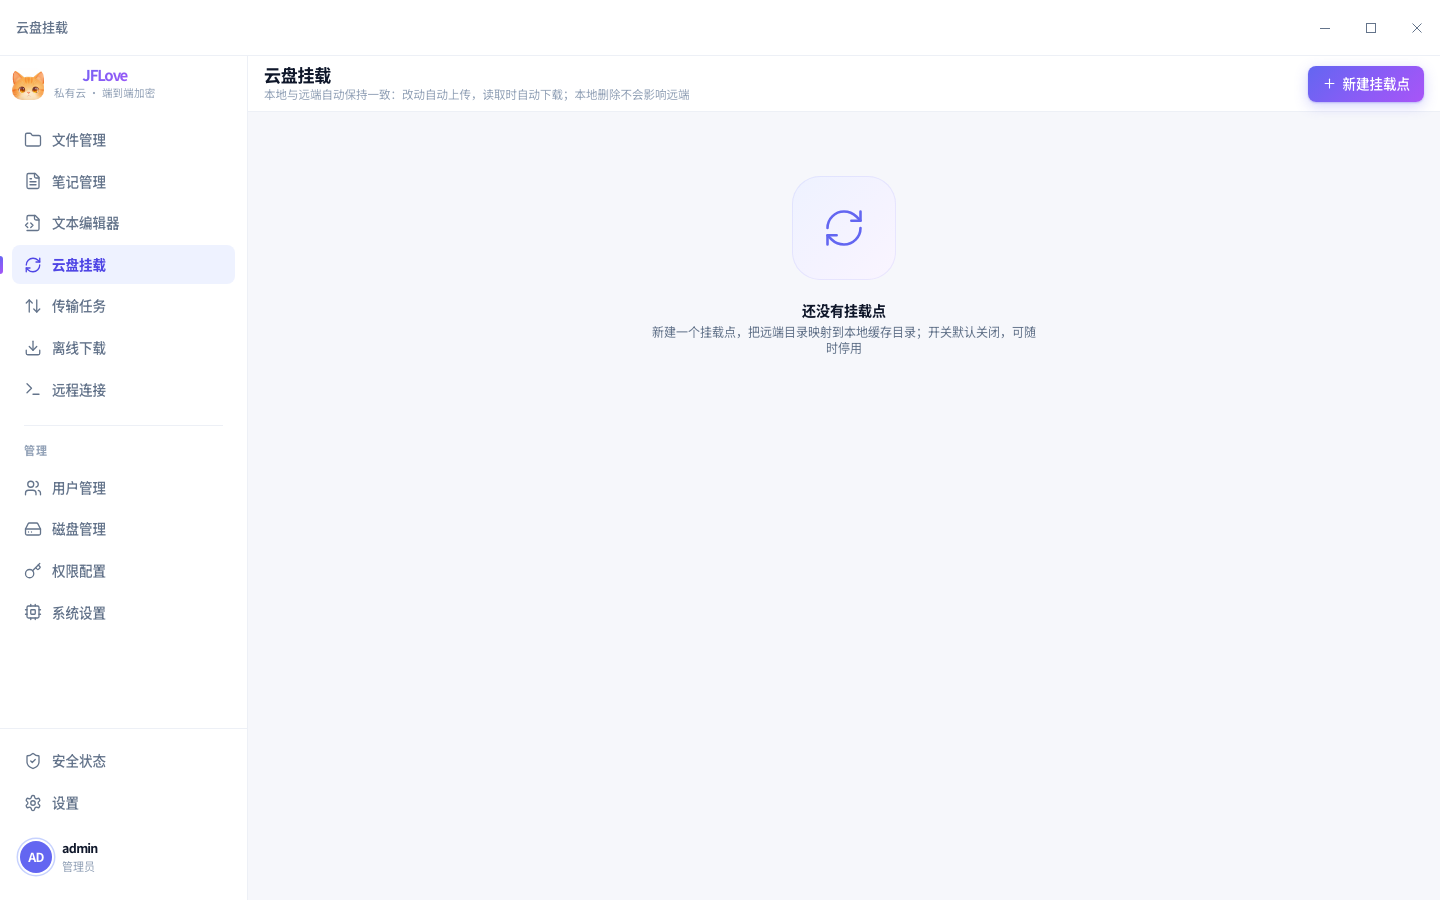 云盘挂载
JFLove
私有云 · 端到端加密
文件管理
笔记管理
文本编辑器
云盘挂载
传输任务
离线下载
远程连接
管理
用户管理
磁盘管理
权限配置
系统设置
安全状态
设置
AD
admin
管理员
云盘挂载
本地与远端自动保持一致：改动自动上传，读取时自动下载；本地删除不会影响远端
新建挂载点
还没有挂载点
新建一个挂载点，把远端目录映射到本地缓存目录；开关默认关闭，可随
时停用